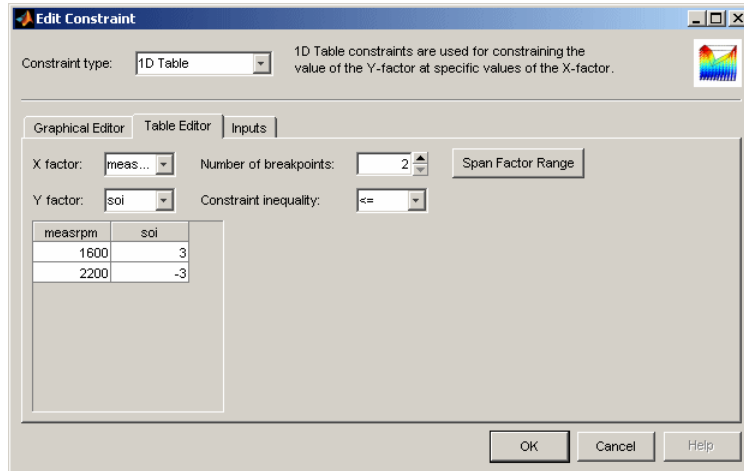 Edit Constraint
Constraint type: 1D Table
1D Table constraints are used for constraining the
value of the Y-factor at specific values of the X-factor.
Graphical Editor Table Editor Inputs
X factor: meas... Number of breakpoints: 2 Span Factor Range
Y factor: soi Constraint inequality: <=
measrpm soi
1600 3
2200 -3
OK Cancel Help